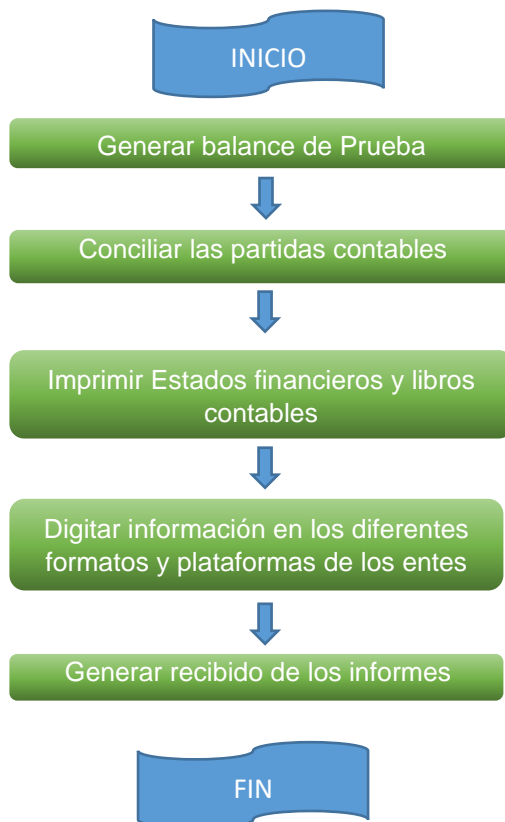 INICIO
Generar balance de Prueba
Conciliar las partidas contables
Imprimir Estados financieros y libros
contables
Digitar información en los diferentes
formatos y plataformas de los entes
Generar recibido de los informes
FIN